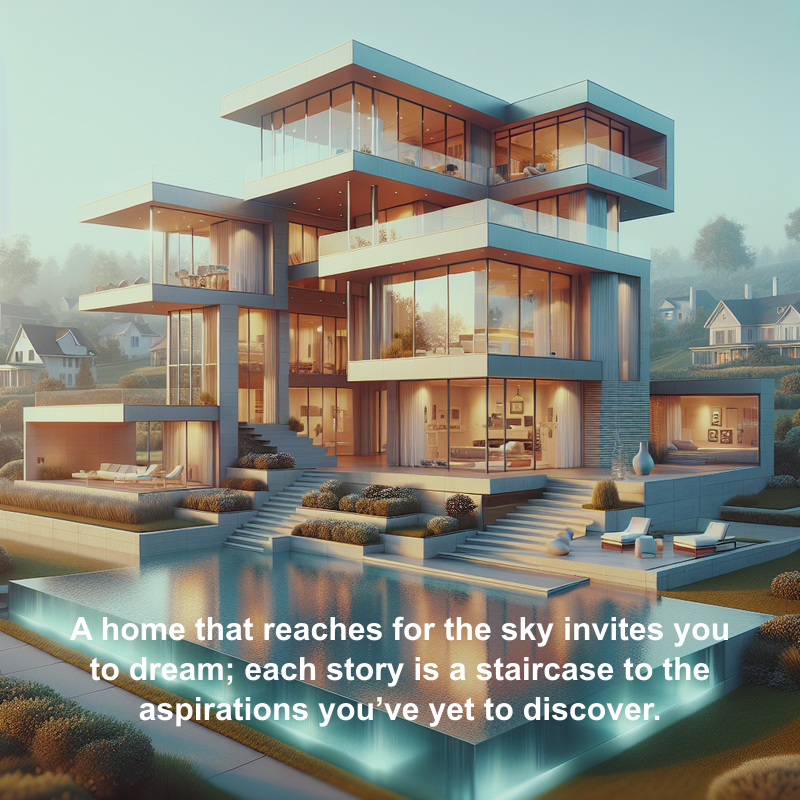 A home that reaches for the sky invites you
to dream; each story is a staircase to the
aspirations you’ve yet to discover.